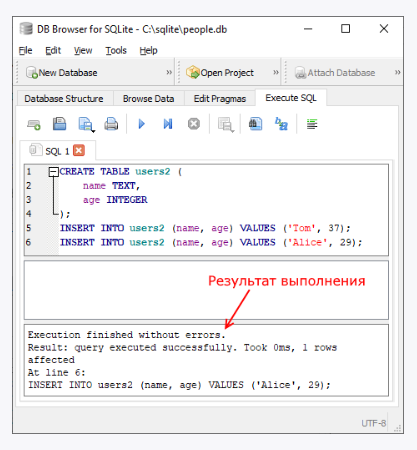 DB Browser for SQLite - C:\sqlite\people.db
File Edit View Tools Help
New Database » Open Project » Attach Database »
Database Structure Browse Data Edit Pragmas Execute SQL
SQL 1
1 CREATE TABLE users2 (
2 name TEXT,
3 age INTEGER
4 );
5 INSERT INTO users2 (name, age) VALUES ('Tom', 37);
6 INSERT INTO users2 (name, age) VALUES ('Alice', 29);
Результат выполнения
Execution finished without errors.
Result: query executed successfully. Took 0ms, 1 rows
affected
At line 6:
INSERT INTO users2 (name, age) VALUES ('Alice', 29);
UTF-8